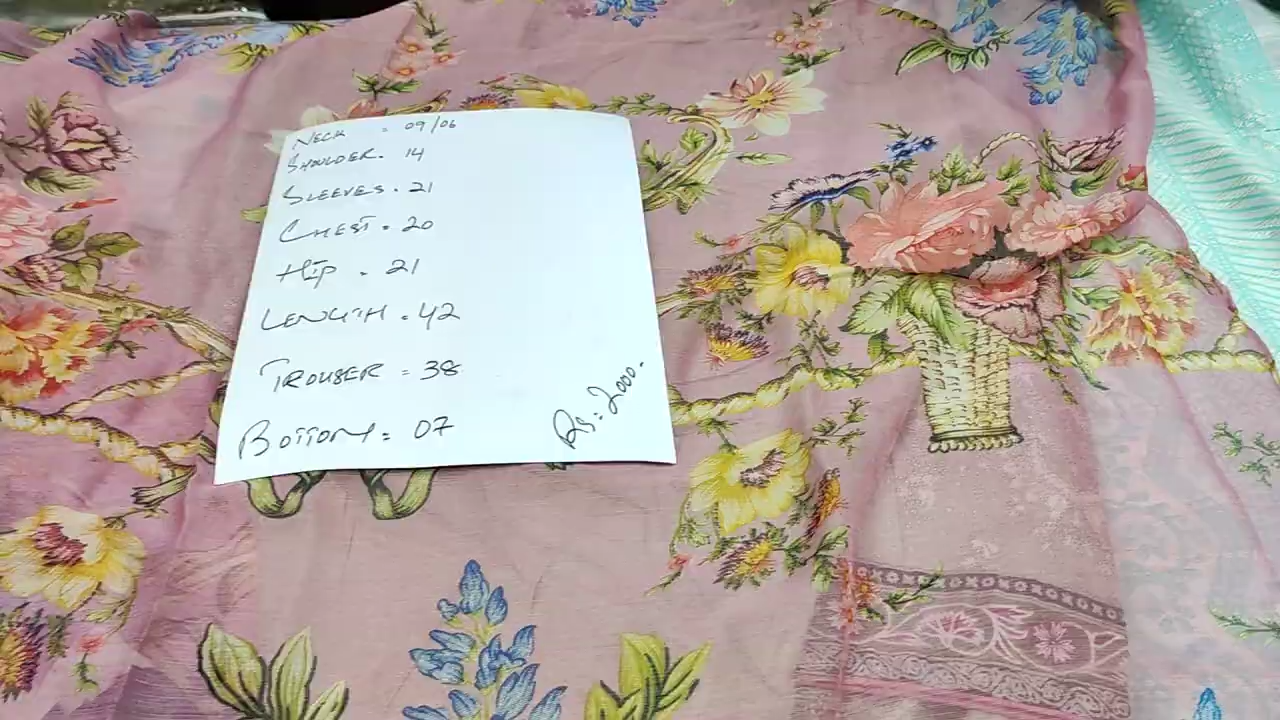 NECK = 09/06
SHOULDER. 14
SLEEVES. 21
CHEST = 20
Hip . 21
LENGTH = 42
TROUSER = 38
BOTTOM = 07
Rs: 2000.